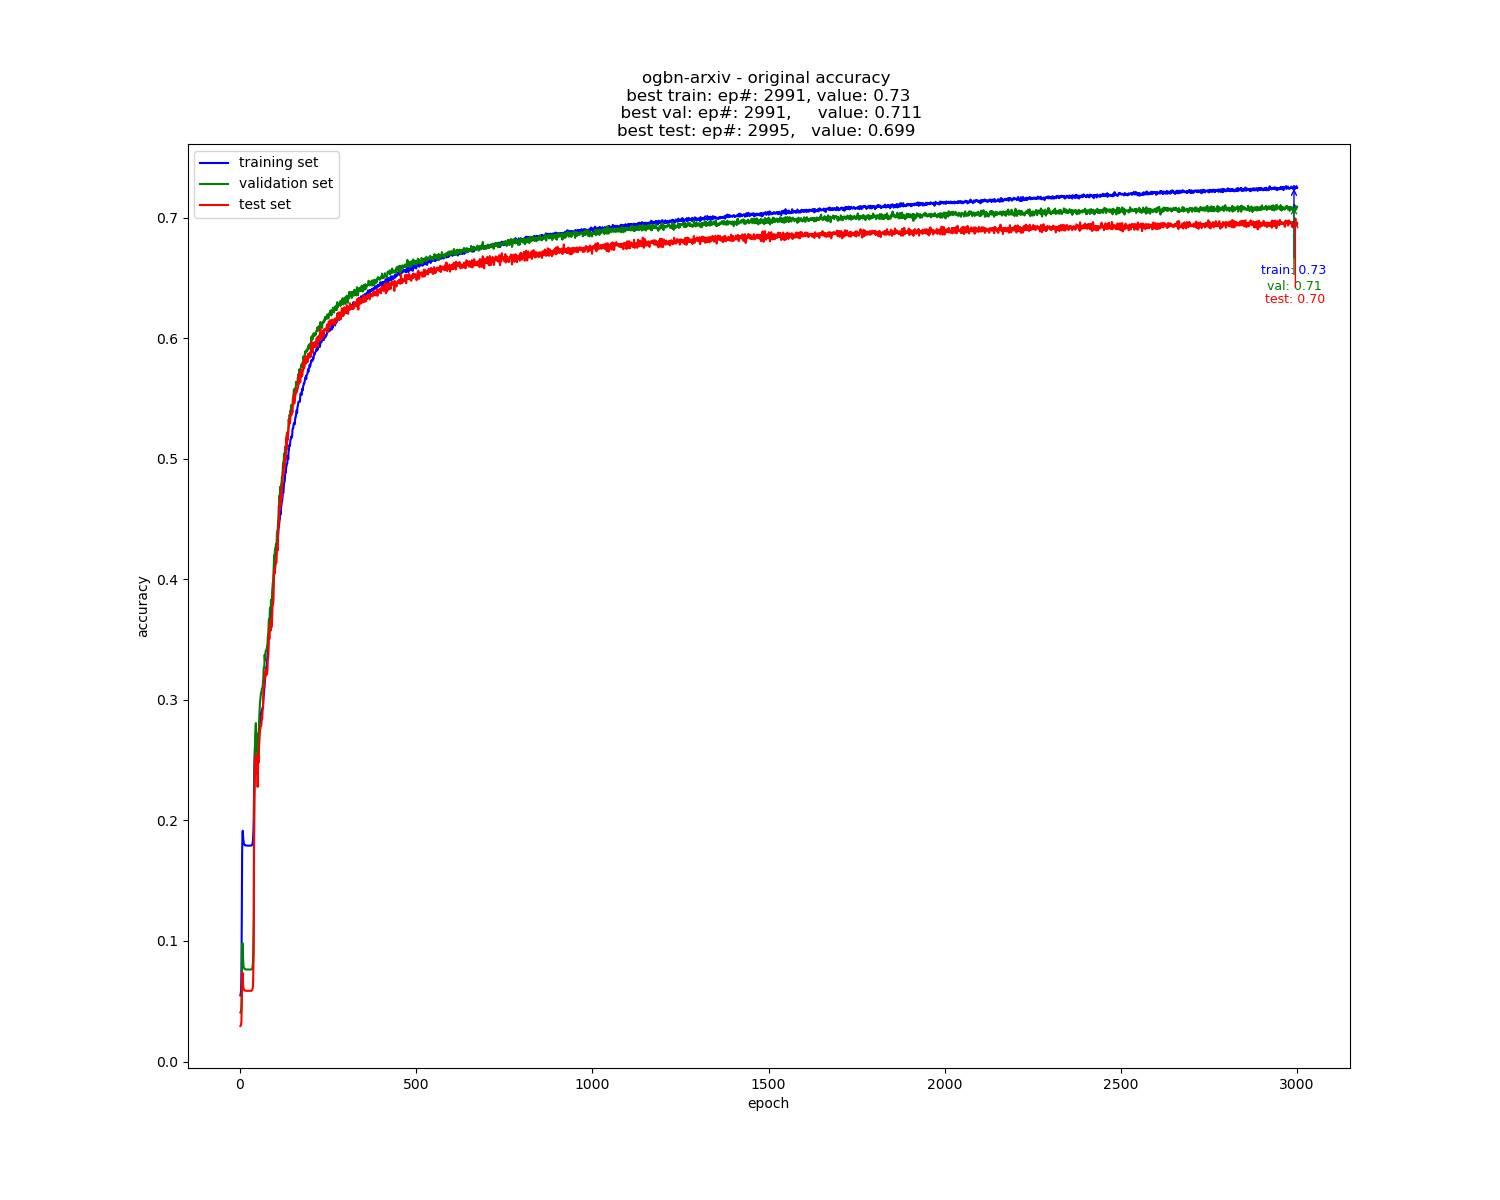 ogbn-arxiv - original accuracy
best train: ep#: 2991, value: 0.73
best val: ep#: 2991, value: 0.711
best test: ep#: 2995, value: 0.699
training set
validation set
test set
0.7
0.6
0.5
0.4
0.3
0.2
0.1
0.0
accuracy
train: 0.73
val: 0.71
test: 0.70
0 500 1000 1500 2000 2500 3000
epoch